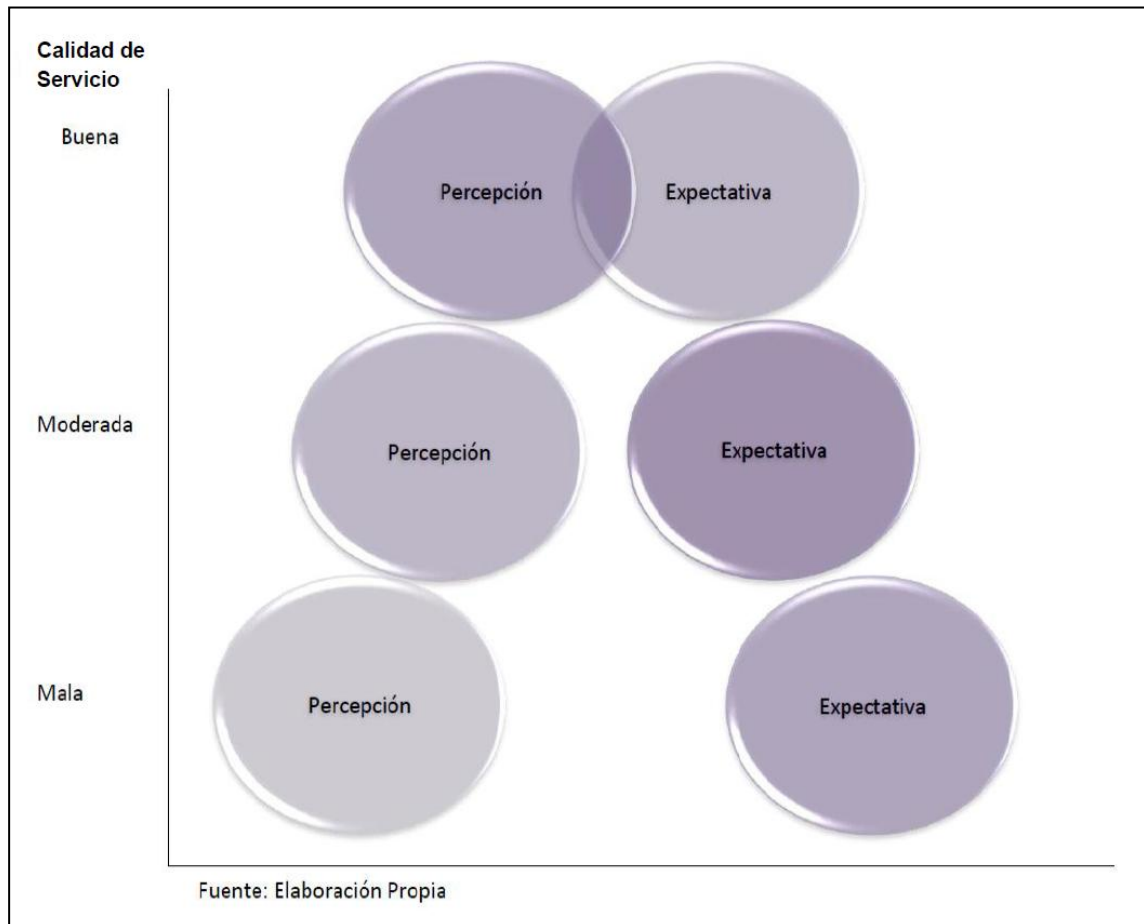 Calidad de
Servicio
Buena
Percepción
Expectativa
Moderada
Percepción
Expectativa
Mala
Percepción
Expectativa
Fuente: Elaboración Propia